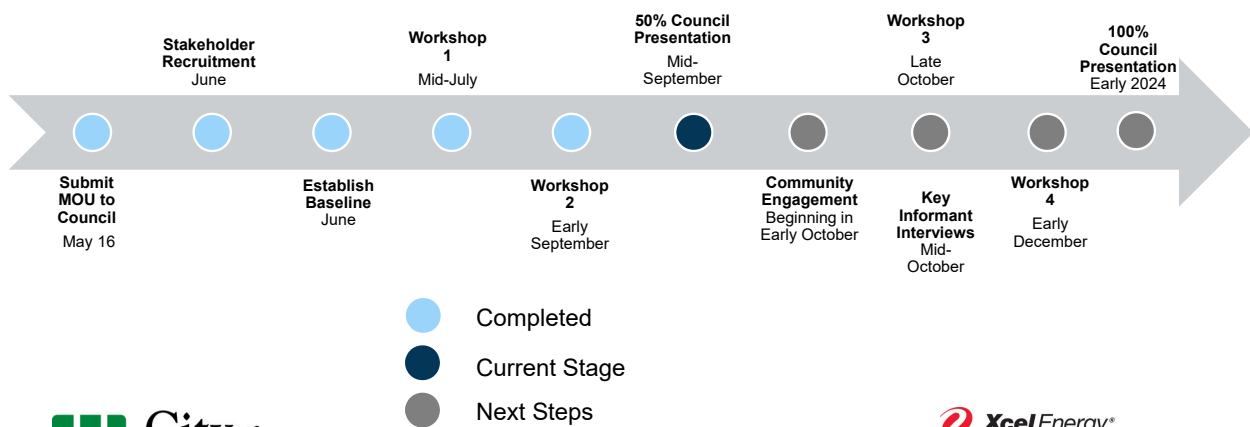 Stakeholder
Recruitment
June
Workshop
1
Mid-July
50% Council
Presentation
Mid-
September
Workshop
3
Late
October
100%
Council
Presentation
Early 2024
Submit
MOU to
Council
May 16
Establish
Baseline
June
Workshop
2
Early
September
Community
Engagement
Beginning in
Early October
Key
Informant
Interviews
Mid-
October
Workshop
4
Early
December
Completed
Current Stage
Next Steps
City
Xcel Energy®